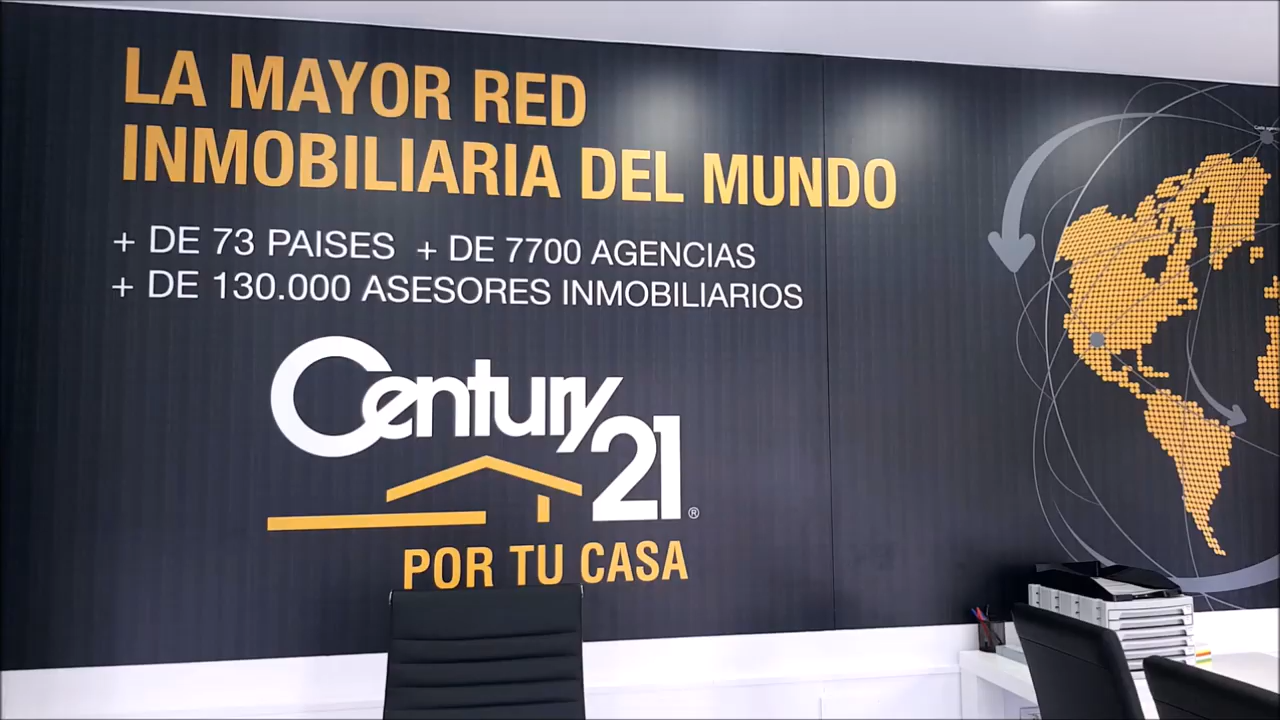 LA MAYOR RED
INMOBILIARIA DEL MUNDO
+ DE 73 PAISES + DE 7700 AGENCIAS
+ DE 130.000 ASESORES INMOBILIARIOS
Century
21®
POR TU CASA